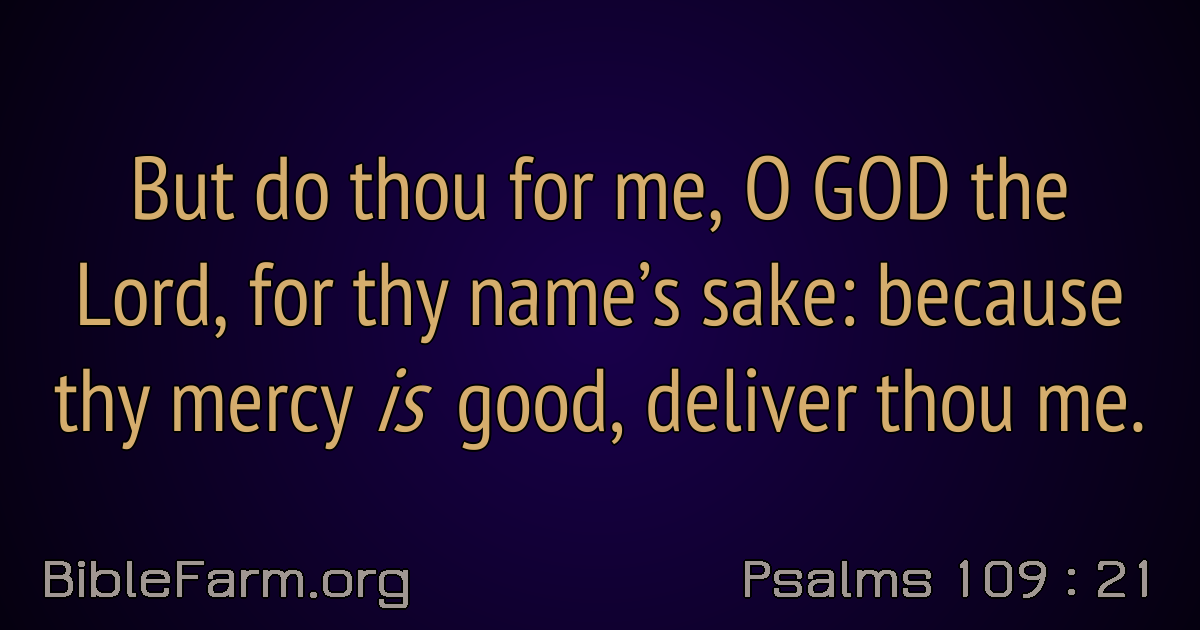 But do thou for me, O GOD the
Lord, for thy name’s sake: because
thy mercy is good, deliver thou me.
BibleFarm.org
Psalms 109 : 21